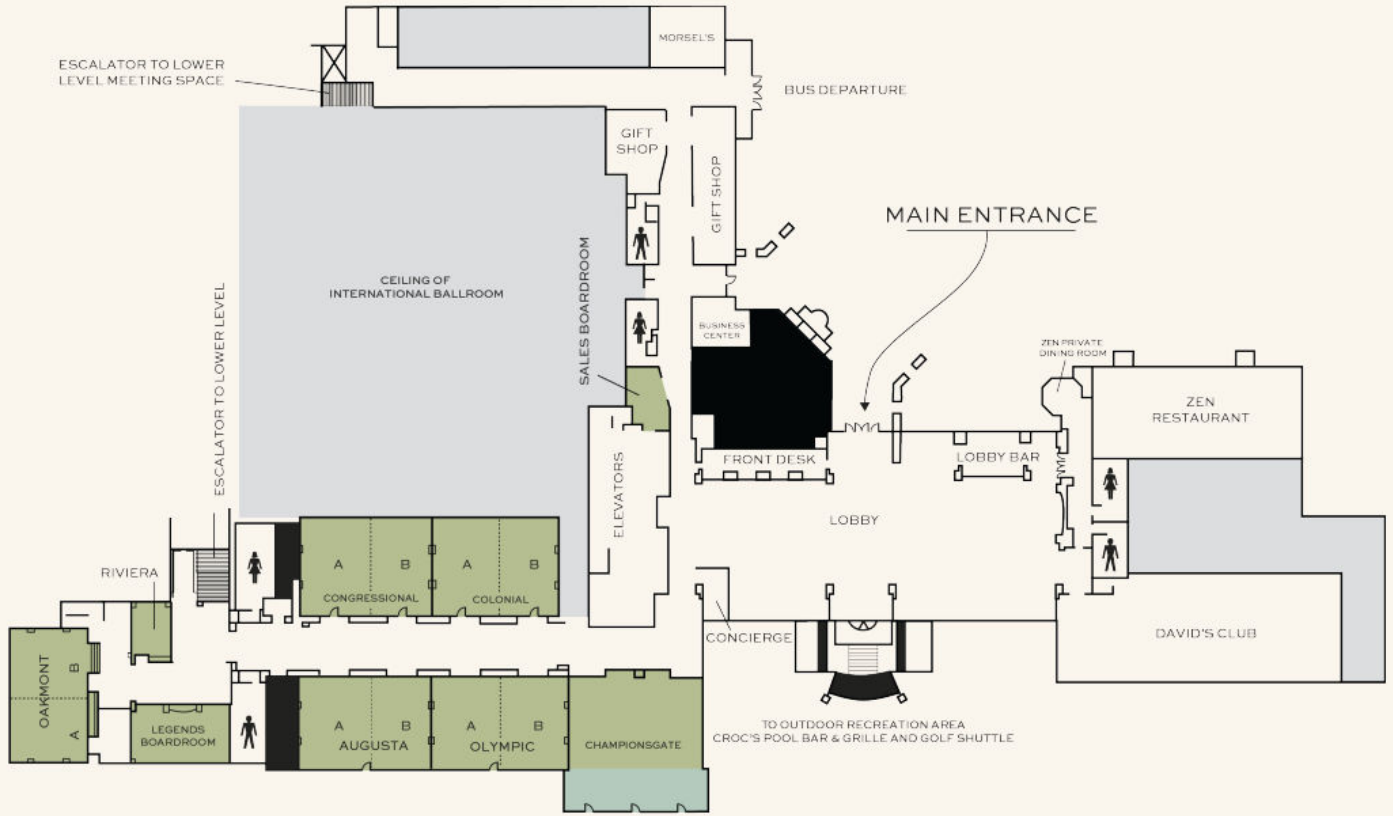 MORSEL'S
ESCALATOR TO LOWER
LEVEL MEETING SPACE
BUS DEPARTURE
GIFT
SHOP
GIFT SHOP
MAIN ENTRANCE
CEILING OF
INTERNATIONAL BALLROOM
SALES BOARDROOM
ESCALATOR TO LOWER LEVEL
BUSINESS
CENTER
ZEN PRIVATE
DINING ROOM
ZEN
RESTAURANT
FRONT DESK
LOBBY BAR
ELEVATORS
LOBBY
RIVIERA
A
B
CONGRESSIONAL
A
B
COLONIAL
CONCIERGE
DAVID'S CLUB
OAKMONT
B
A
LEGENDS
BOARDROOM
A
B
AUGUSTA
A
B
OLYMPIC
CHAMPIONSGATE
TO OUTDOOR RECREATION AREA
CROC'S POOL BAR & GRILLE AND GOLF SHUTTLE